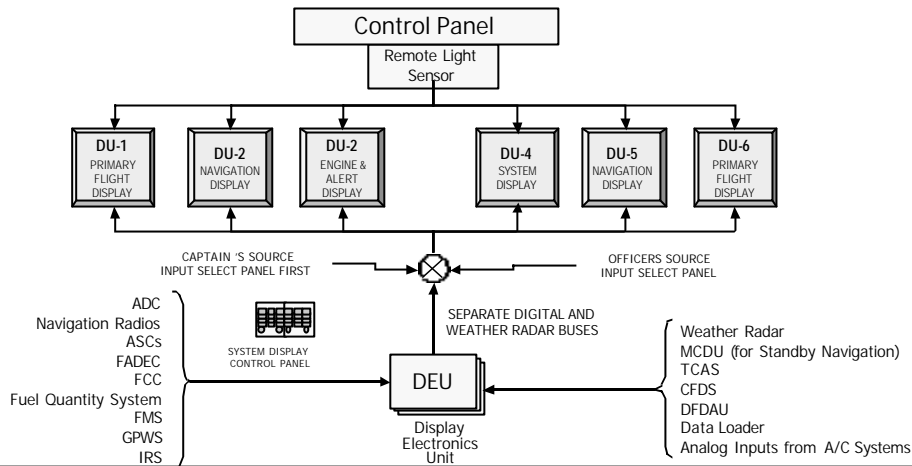 Control Panel
Remote Light
Sensor
DU-1
PRIMARY
FLIGHT
DISPLAY
DU-2
NAVIGATION
DISPLAY
DU-2
ENGINE &
ALERT
DISPLAY
DU-4
SYSTEM
DISPLAY
DU-5
NAVIGATION
DISPLAY
DU-6
PRIMARY
FLIGHT
DISPLAY
CAPTAIN 'S SOURCE
INPUT SELECT PANEL FIRST
OFFICERS SOURCE
INPUT SELECT PANEL
SEPARATE DIGITAL AND
WEATHER RADAR BUSES
ADC
Navigation Radios
ASCs
FADEC
FCC
Fuel Quantity System
FMS
GPWS
IRS
SYSTEM DISPLAY
CONTROL PANEL
DEU
Display
Electronics
Unit
Weather Radar
MCDU (for Standby Navigation)
TCAS
CFDS
DFDAU
Data Loader
Analog Inputs from A/C Systems